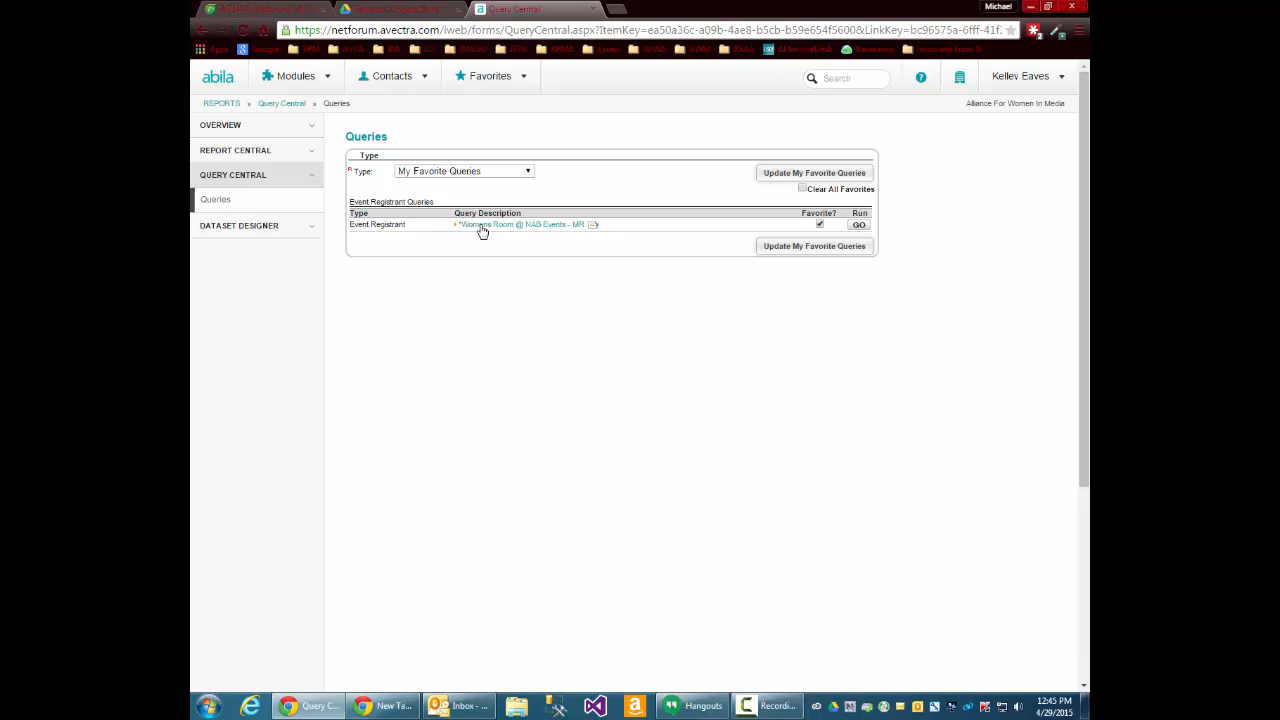 Query Central
Michael
https://netforum.avectra.com/iweb/forms/QueryCentral.aspx?ItemKey=ea50a36c-a09b-4ae8-b5cb-b59e654f5600&LinkKey=bc96575a-6fff-41f
Apps
Google
abila
Modules
Contacts
Favorites
Search
Kelley Eaves
REPORTS » Query Central » Queries
Alliance For Women In Media
OVERVIEW
REPORT CENTRAL
QUERY CENTRAL
Queries
DATASET DESIGNER
Queries
Type
R Type: My Favorite Queries
Update My Favorite Queries
Clear All Favorites
Event Registrant Queries
Type Query Description Favorite? Run
Event Registrant *Womens Room @ NAB Events - MR GO
Update My Favorite Queries
Query C...
New Ta...
Inbox - ...
Hangouts
Recordi...
12:45 PM
4/29/2015